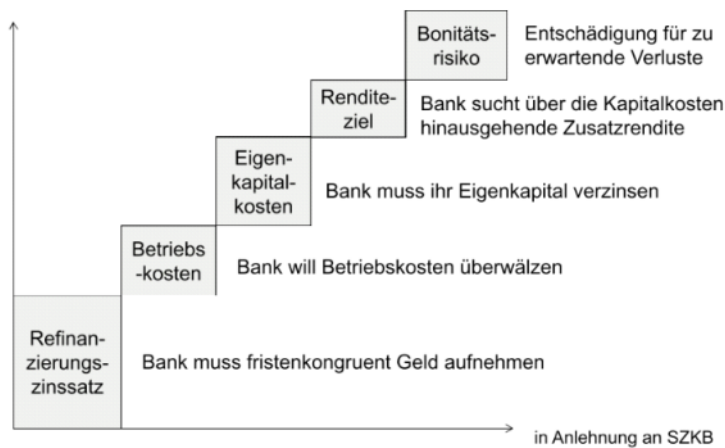 Bonitäts-
risiko
Entschädigung für zu
erwartende Verluste
Rendite-
ziel
Bank sucht über die Kapitalkosten
hinausgehende Zusatzrendite
Eigen-
kapital-
kosten
Bank muss ihr Eigenkapital verzinsen
Betriebs
-kosten
Bank will Betriebskosten überwälzen
Refinan-
zierungs-
zinssatz
Bank muss fristenkongruent Geld aufnehmen
in Anlehnung an SZKB